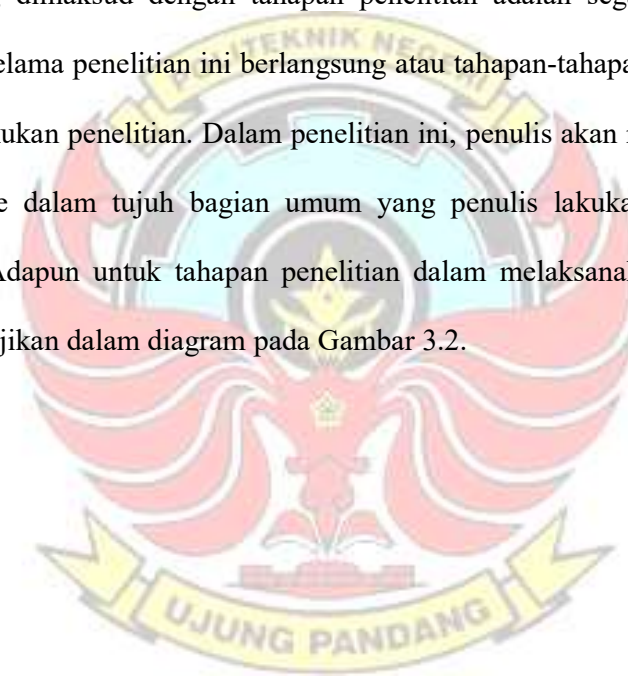 dimaksud dengan tahapan penelitian adalah
elama penelitian ini berlangsung atau tahapan-tahapa
ukan penelitian. Dalam penelitian ini, penulis akan
e dalam tujuh bagian umum yang penulis lakuka
Adapun untuk tahapan penelitian dalam melaksanal
jikan dalam diagram pada Gambar 3.2.
UJUNG PANDANG